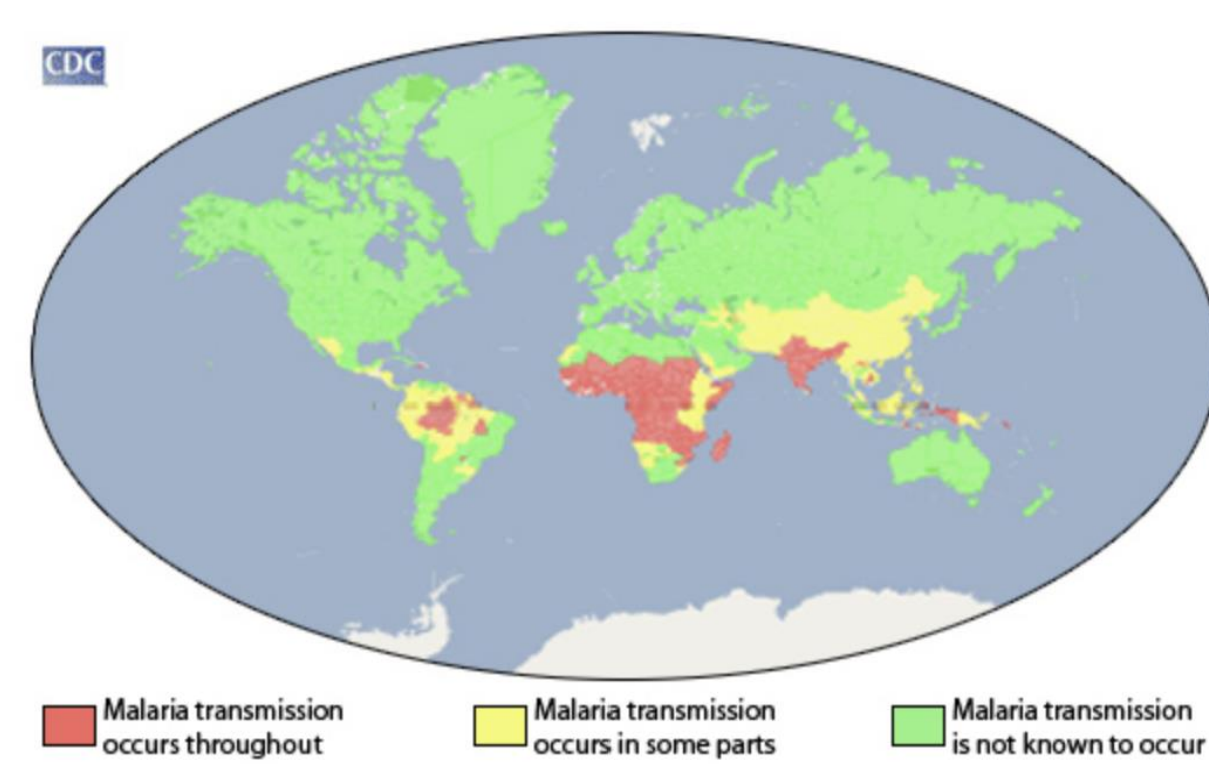 CDC
Malaria transmission
occurs throughout
Malaria transmission
occurs in some parts
Malaria transmission
is not known to occur